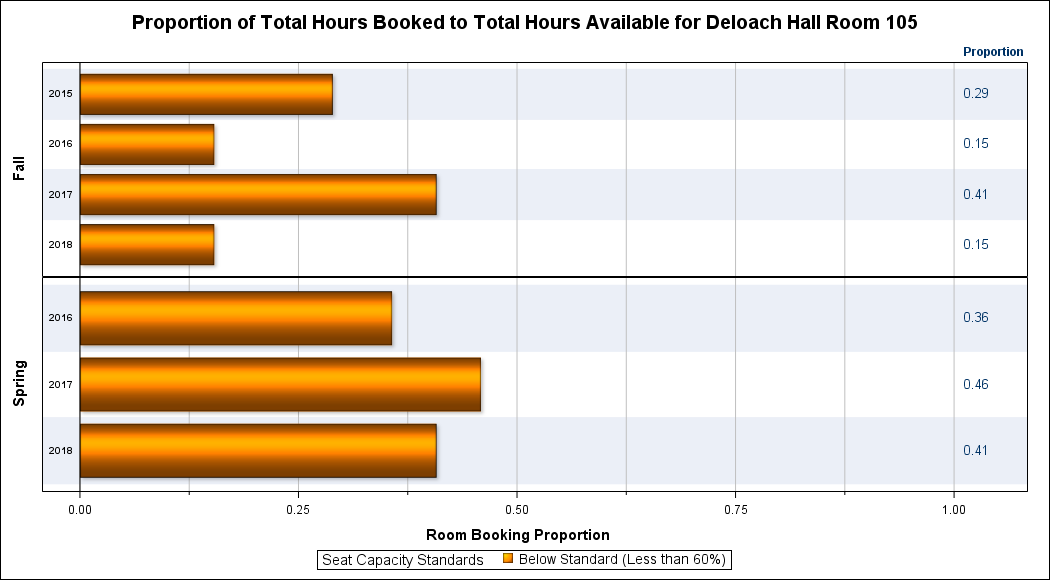 Proportion of Total Hours Booked to Total Hours Available for Deloach Hall Room 105
Proportion
Fall
2015 0.29
2016 0.15
2017 0.41
2018 0.15
Spring
2016 0.36
2017 0.46
2018 0.41
0.00 0.25 0.50 0.75 1.00
Room Booking Proportion
Seat Capacity Standards Below Standard (Less than 60%)